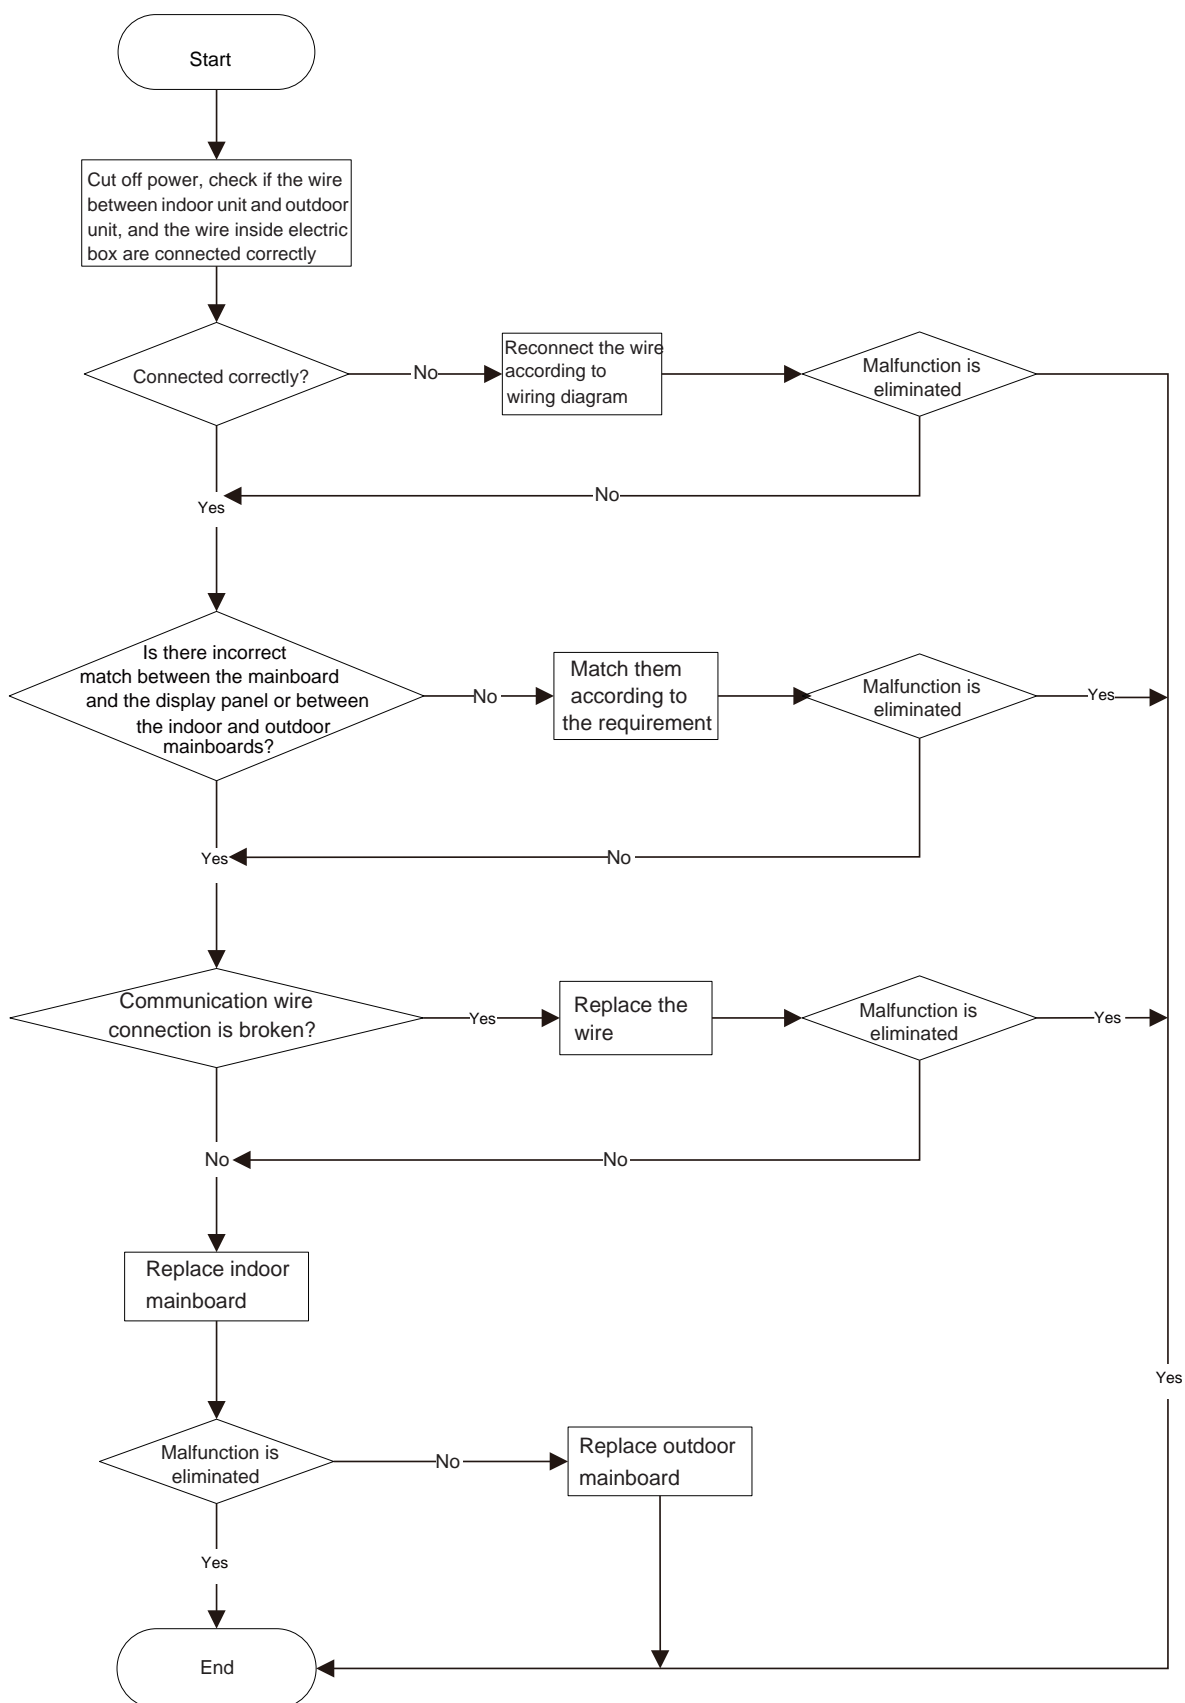 Start
Cut off power, check if the wire
between indoor unit and outdoor
unit, and the wire inside electric
box are connected correctly
Connected correctly?
No
Reconnect the wire
according to
wiring diagram
Malfunction is
eliminated
No
Yes
Is there incorrect
match between the mainboard
and the display panel or between
the indoor and outdoor
mainboards?
No
Match them
according to
the requirement
Malfunction is
eliminated
Yes
No
Yes
Communication wire
connection is broken?
Yes
Replace the
wire
Malfunction is
eliminated
Yes
No
No
Replace indoor
mainboard
Yes
Malfunction is
eliminated
No
Replace outdoor
mainboard
Yes
End